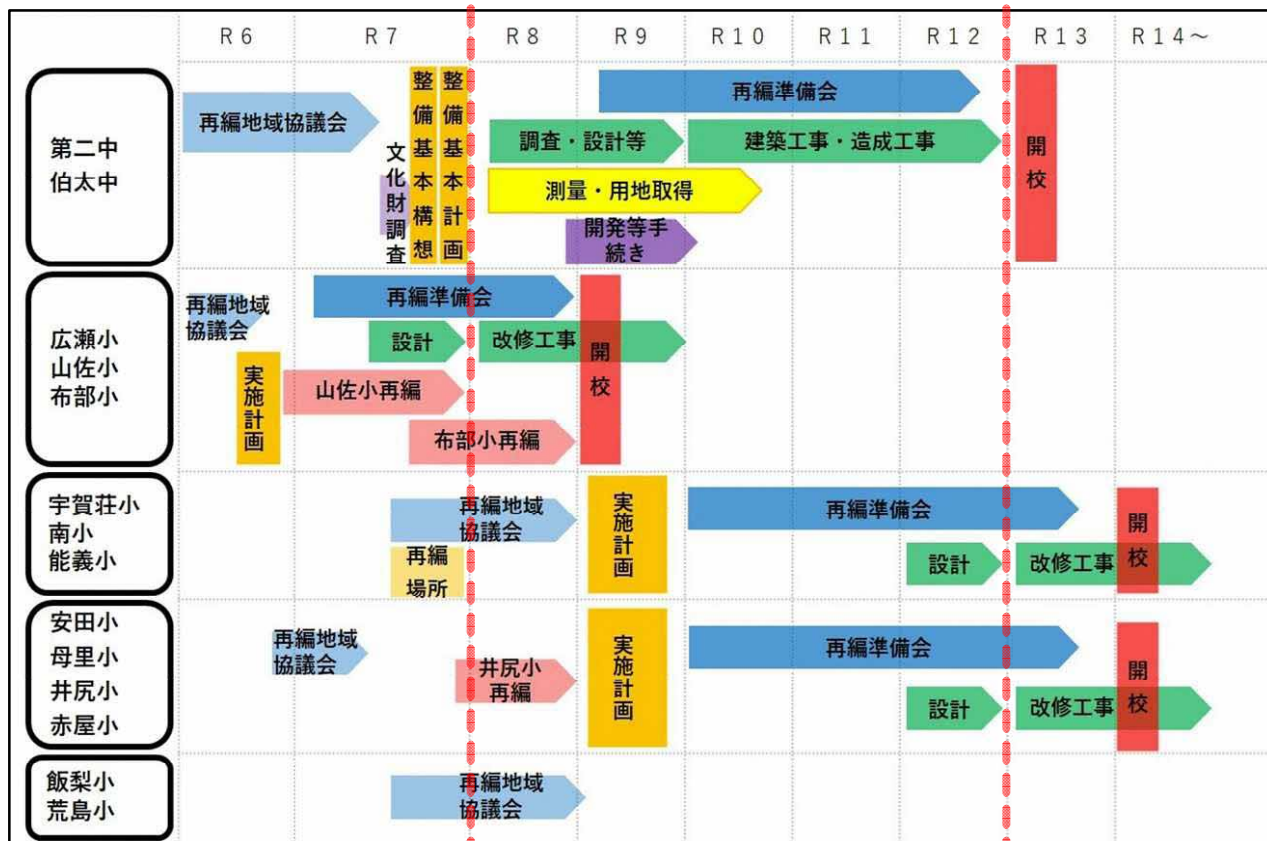 R6 R7 R8 R9 R10 R11 R12 R13 R14～
第二中
伯太中
再編地域協議会
文化財調査
整備基本構想
整備基本計画
再編準備会
調査・設計等
建築工事・造成工事
測量・用地取得
開発等手
続き
開校
広瀬小
山佐小
布部小
再編地域
協議会
実施計画
再編準備会
設計
改修工事
山佐小再編
布部小再編
開校
宇賀荘小
南小
能義小
再編地域
協議会
再編
場所
実施計画
再編準備会
設計
改修工事
開校
安田小
母里小
井尻小
赤屋小
再編地域
協議会
井尻小
再編
実施計画
再編準備会
設計
改修工事
開校
飯梨小
荒島小
再編地域
協議会